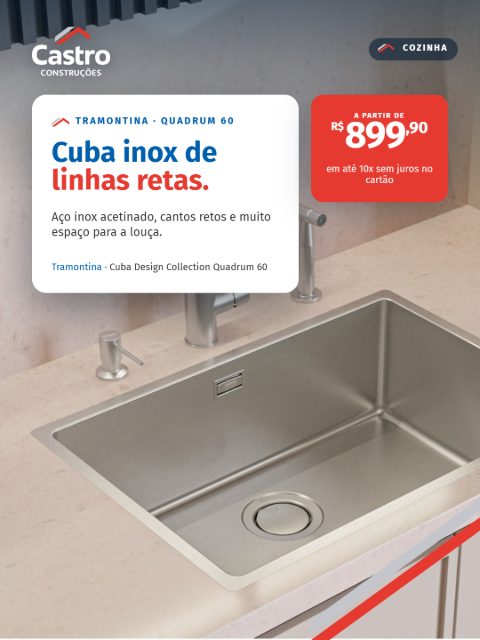 Castro
CONSTRUÇÕES
COZINHA
TRAMONTINA · QUADRUM 60
Cuba inox de
linhas retas.
Aço inox acetinado, cantos retos e muito
espaço para a louça.
Tramontina · Cuba Design Collection Quadrum 60
A PARTIR DE
R$899,90
em até 10x sem juros no
cartão